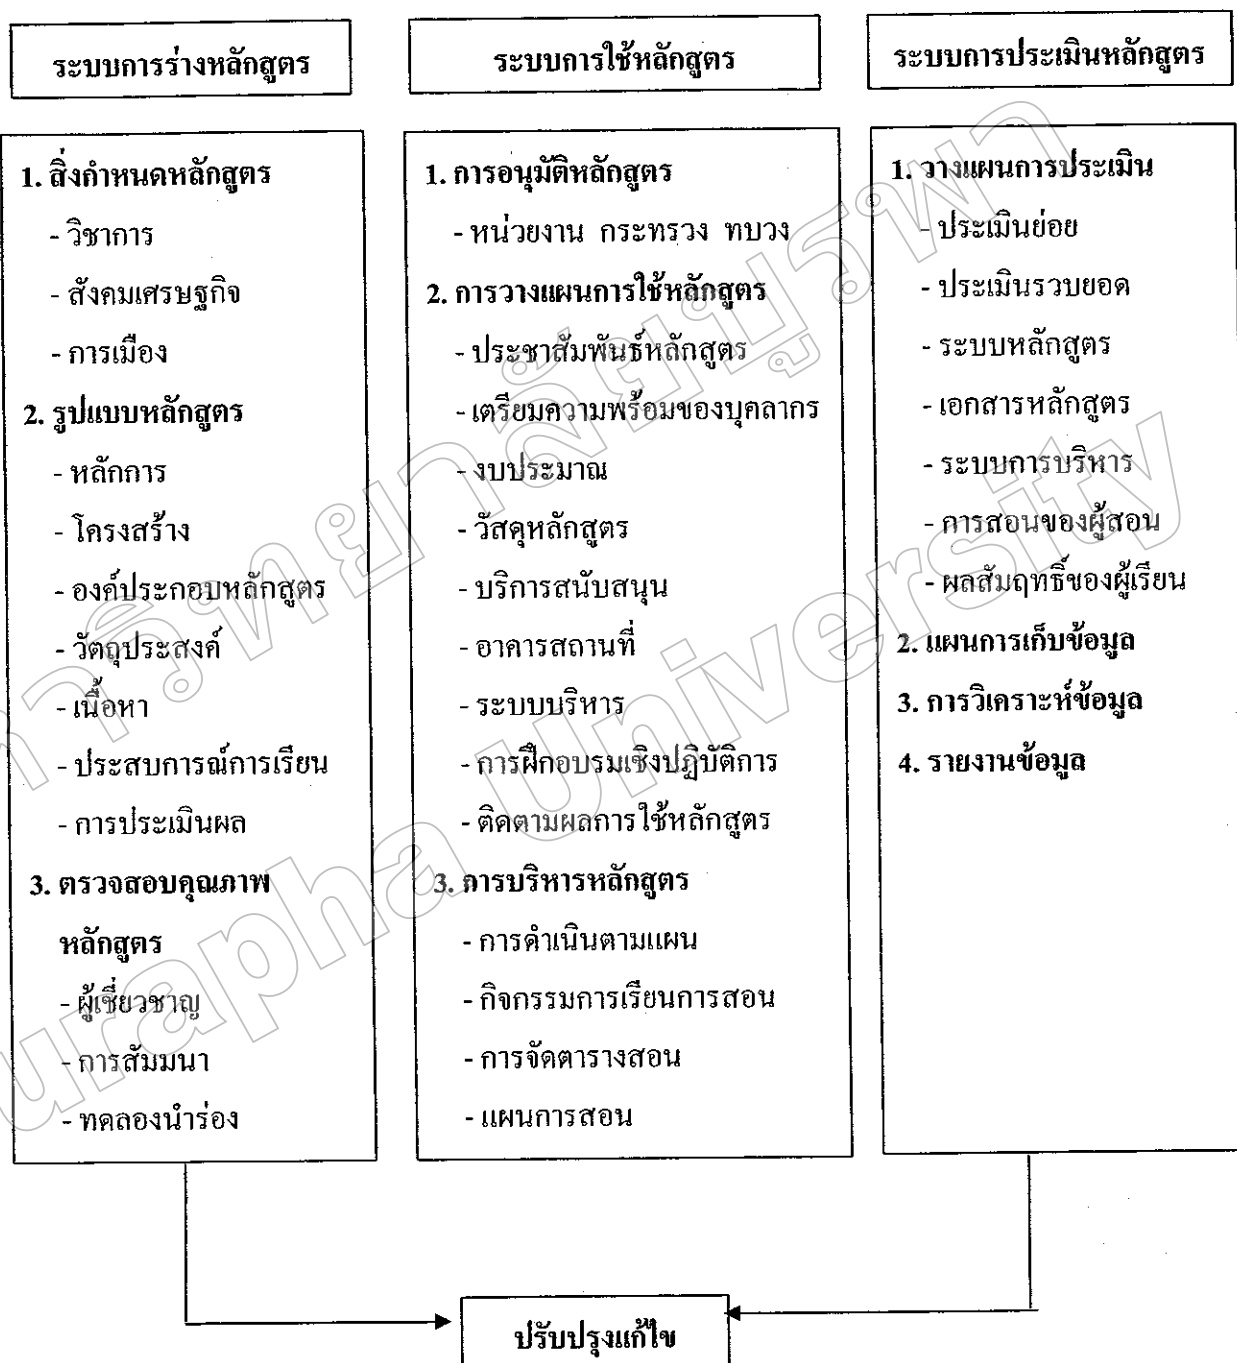 ระบบการร่างหลักสูตร
1. สิ่งกำหนดหลักสูตร
- วิชาการ
- สังคมเศรษฐกิจ
- การเมือง
2. รูปแบบหลักสูตร
- หลักการ
- โครงสร้าง
- องค์ประกอบหลักสูตร
- วัตถุประสงค์
- เนื้อหา
- ประสบการณ์การเรียน
- การประเมินผล
3. ตรวจสอบคุณภาพ
หลักสูตร
- ผู้เชี่ยวชาญ
- การสัมมนา
- ทดลองนำร่อง
ระบบการใช้หลักสูตร
1. การอนุมัติหลักสูตร
- หน่วยงาน กระทรวง ทบวง
2. การวางแผนการใช้หลักสูตร
- ประชาสัมพันธ์หลักสูตร
- เตรียมความพร้อมของบุคลากร
- งบประมาณ
- วัสดุหลักสูตร
- บริการสนับสนุน
- อาคารสถานที่
- ระบบบริหาร
- การฝึกอบรมเชิงปฏิบัติการ
- ติดตามผลการใช้หลักสูตร
3. การบริหารหลักสูตร
- การดำเนินตามแผน
- กิจกรรมการเรียนการสอน
- การจัดตารางสอน
- แผนการสอน
ระบบการประเมินหลักสูตร
1. วางแผนการประเมิน
- ประเมินย่อย
- ประเมินรวบยอด
- ระบบหลักสูตร
- เอกสารหลักสูตร
- ระบบการบริหาร
- การสอนของผู้สอน
- ผลสัมฤทธิ์ของผู้เรียน
2. แผนการเก็บข้อมูล
3. การวิเคราะห์ข้อมูล
4. รายงานข้อมูล
ปรับปรุงแก้ไข
าวิทยาลัยบูรพา
urapha University